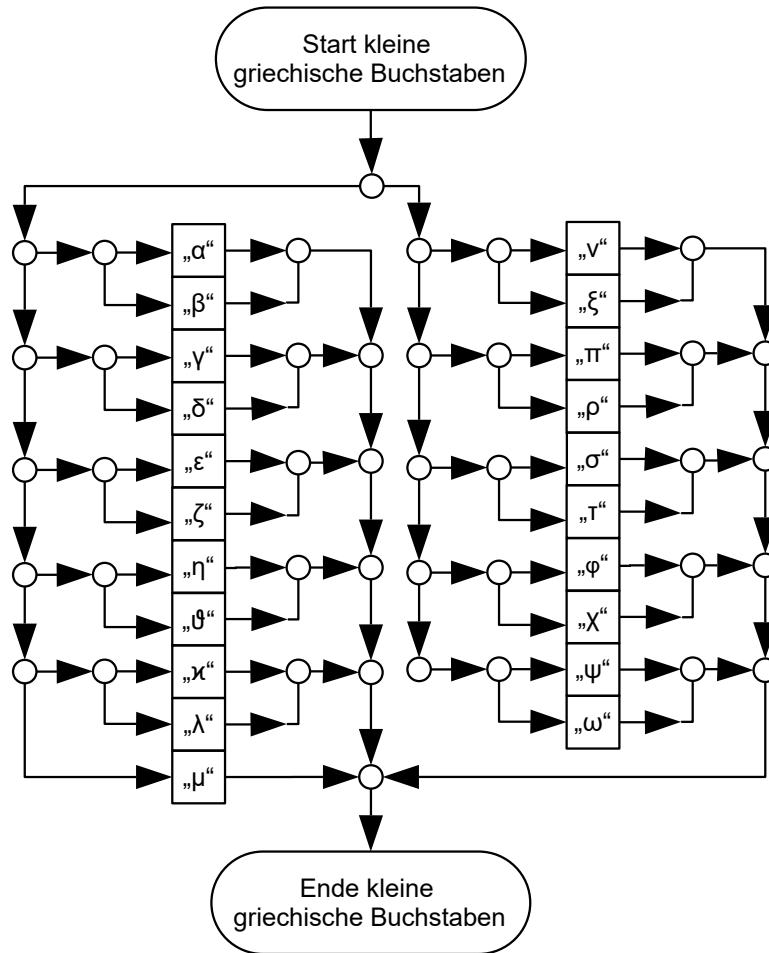 Start kleine
griechische Buchstaben
„α“
„β“
„γ“
„δ“
„ε“
„ζ“
„η“
„ϑ“
„ϰ“
„λ“
„μ“
„ν“
„ξ“
„π“
„ρ“
„σ“
„τ“
„φ“
„χ“
„ψ“
„ω“
Ende kleine
griechische Buchstaben